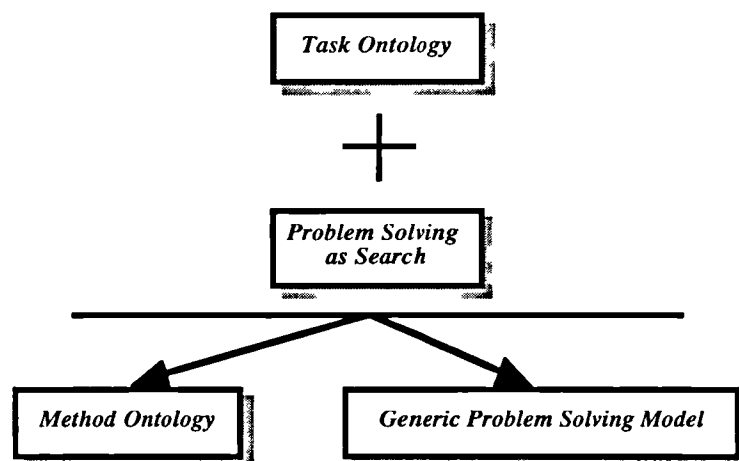 Task Ontology
Problem Solving
as Search
Method Ontology
Generic Problem Solving Model